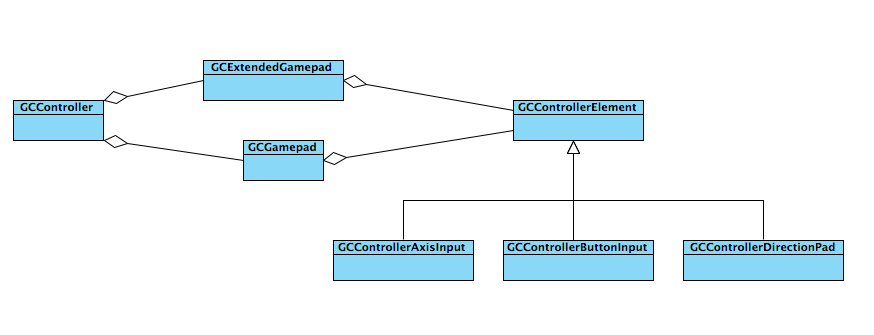 GCExtendedGamepad
GCController
GCControllerElement
GCGamepad
GCControllerAxisInput
GCControllerButtonInput
GCControllerDirectionPad